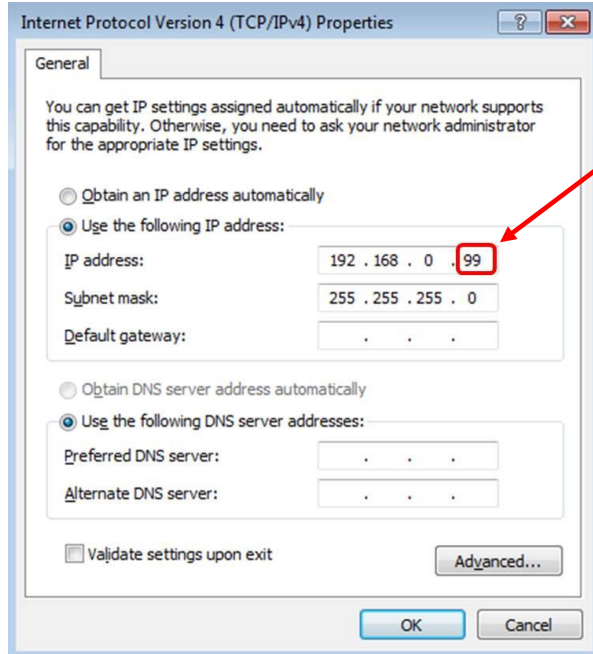 Internet Protocol Version 4 (TCP/IPv4) Properties
General
You can get IP settings assigned automatically if your network supports
this capability. Otherwise, you need to ask your network administrator
for the appropriate IP settings.
Obtain an IP address automatically
Use the following IP address:
IP address: 192 . 168 . 0 . 99
Subnet mask: 255 . 255 . 255 . 0
Default gateway: . . .
Obtain DNS server address automatically
Use the following DNS server addresses:
Preferred DNS server: . . .
Alternate DNS server: . . .
Validate settings upon exit
Advanced...
OK Cancel